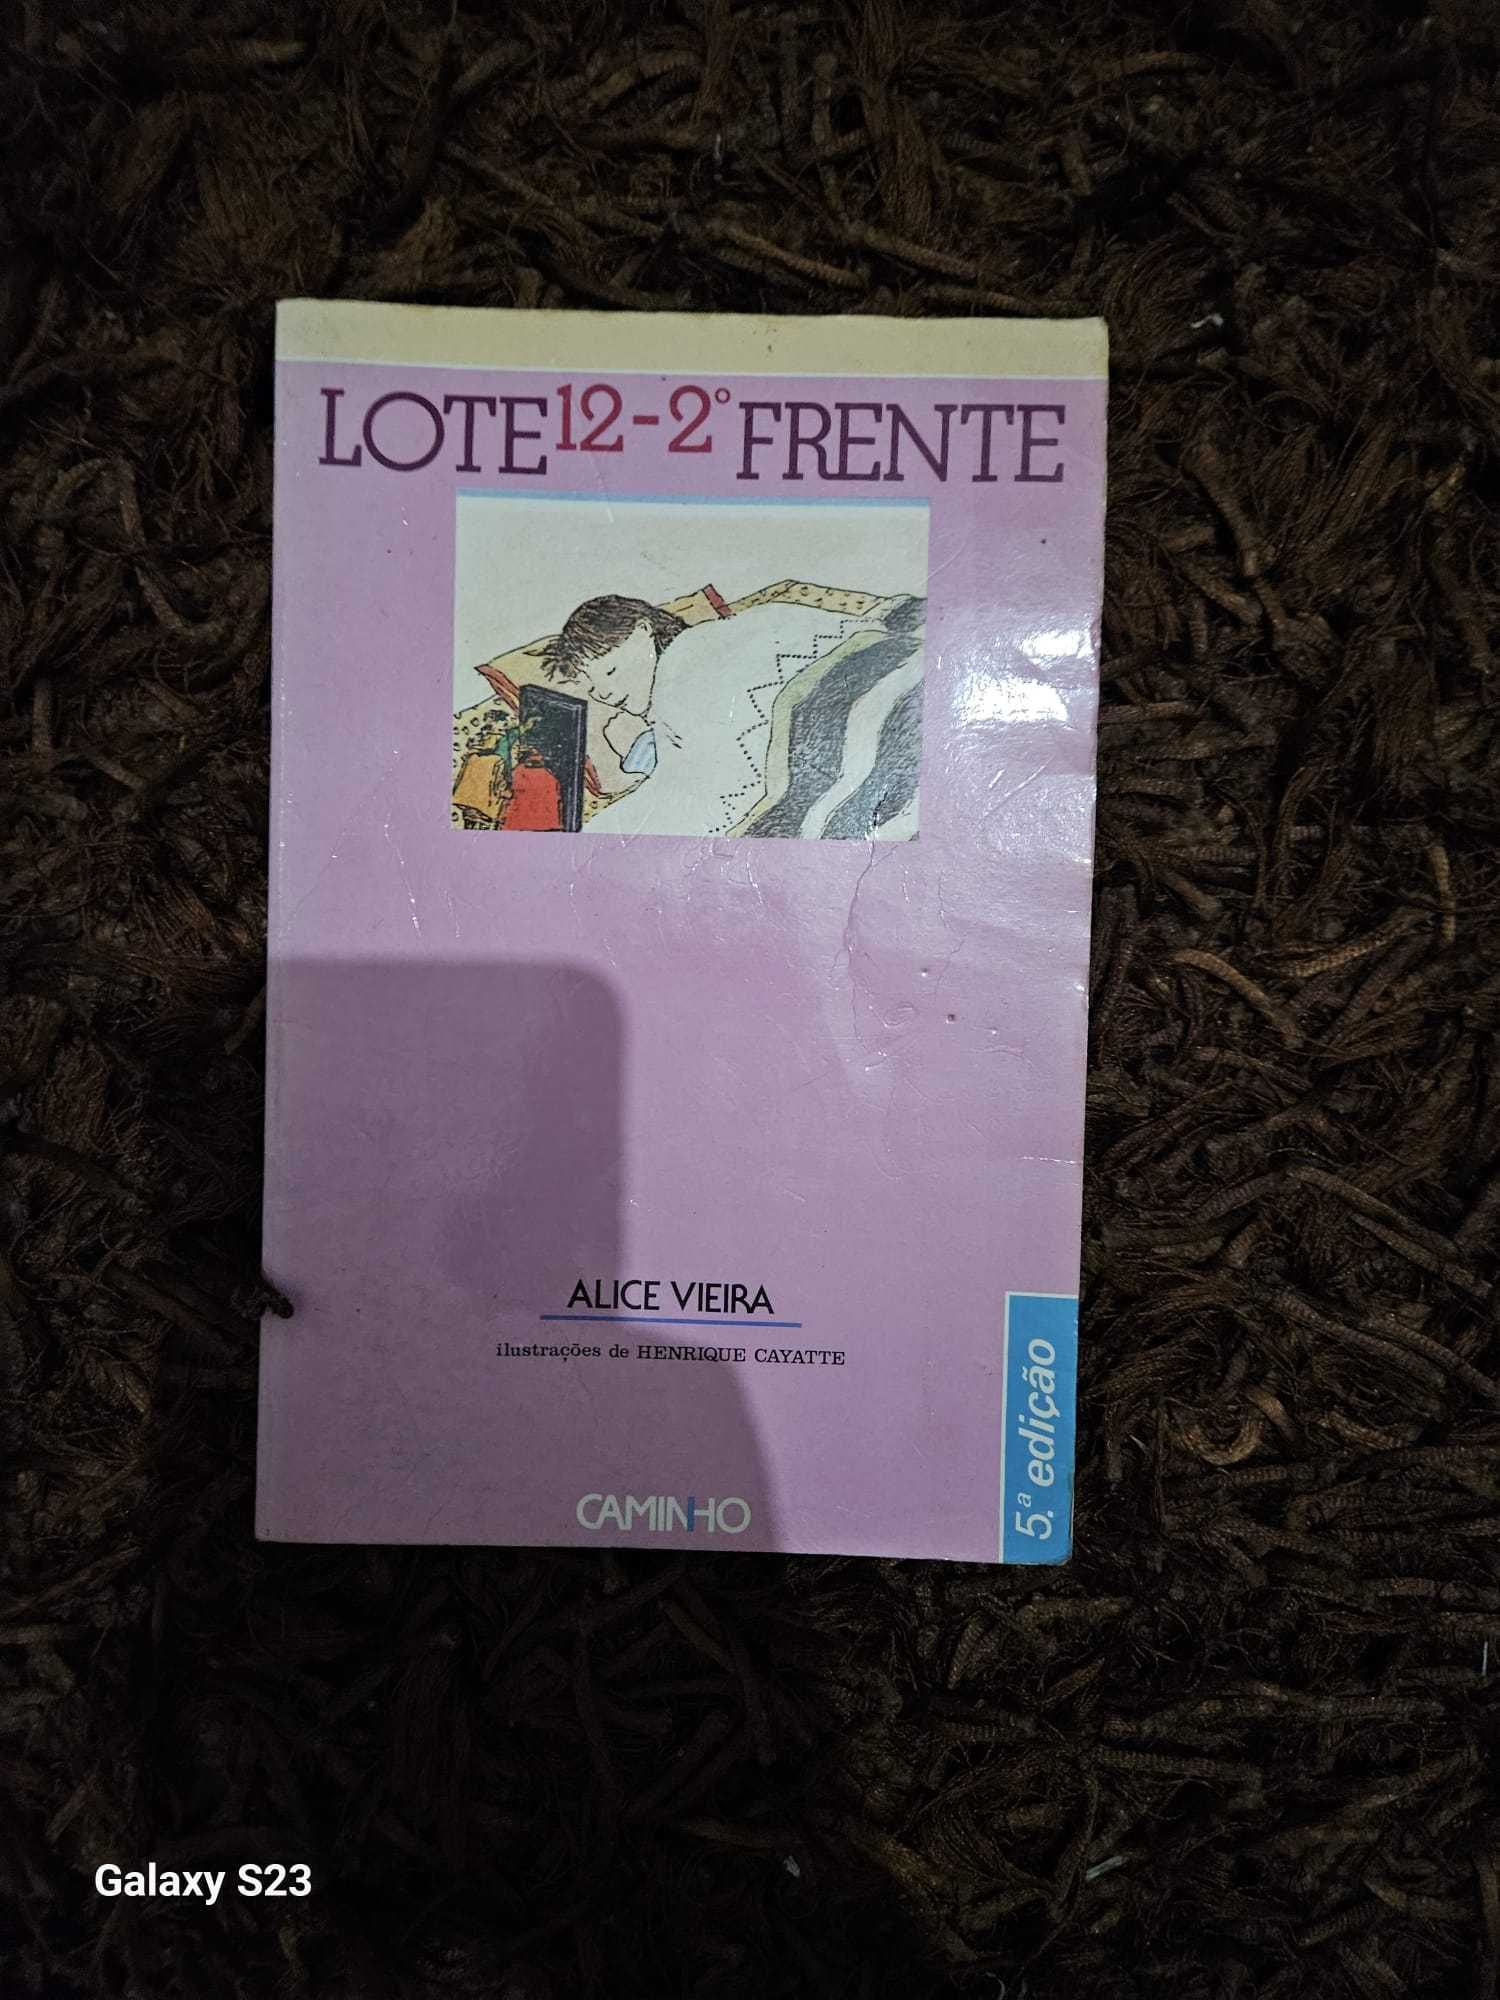 LOTE 12-2º FRENTE
ALICE VIEIRA
ilustrações de HENRIQUE CAYATTE
CAMINHO
5.ª edição
Galaxy S23